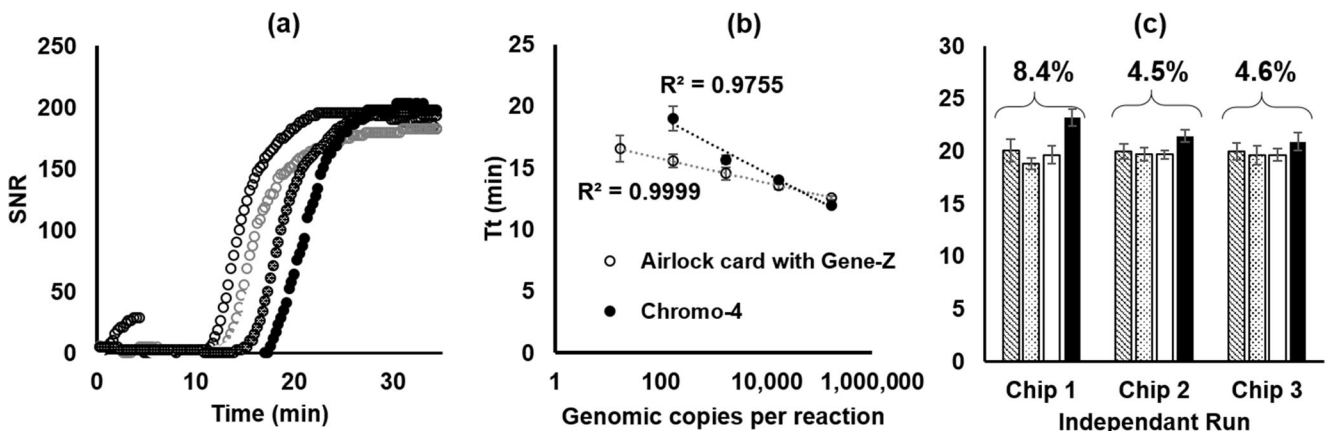 (a)
250
200
150
100
50
0
SNR
0 10 20 30
Time (min)
(b)
25
20
15
10
5
0
Tt (min)
R² = 0.9755
R² = 0.9999
Airlock card with Gene-Z
Chromo-4
1 100 10,000 1,000,000
Genomic copies per reaction
(c)
30
25
20
15
10
5
0
8.4% 4.5% 4.6%
Chip 1 Chip 2 Chip 3
Independant Run